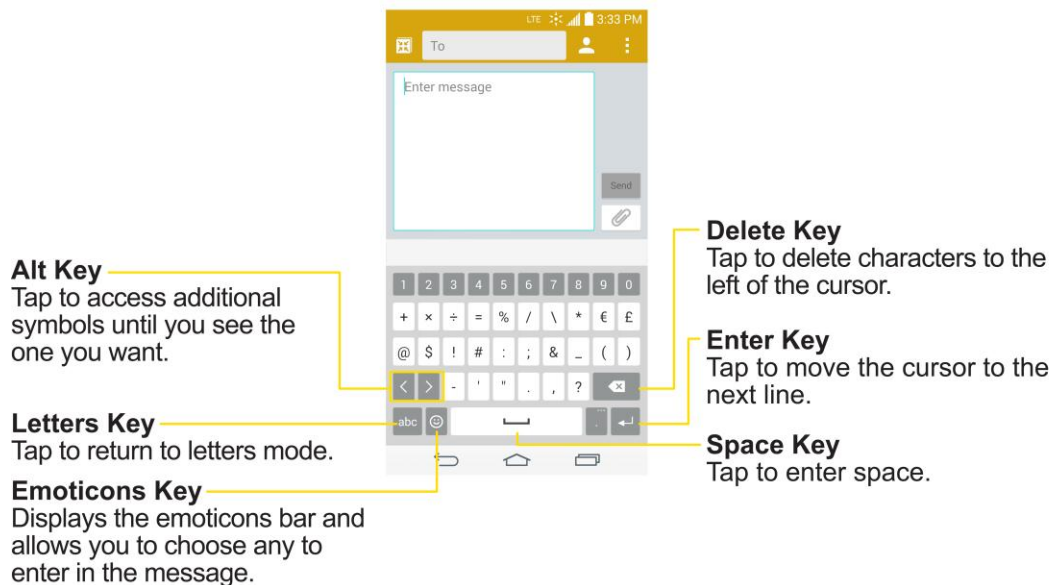 LTE 3:33 PM
To
Enter message
Send
Alt Key
Tap to access additional
symbols until you see the
one you want.
Letters Key
Tap to return to letters mode.
Emoticons Key
Displays the emoticons bar and
allows you to choose any to
enter in the message.
1 2 3 4 5 6 7 8 9 0
+ × ÷ = % / \ * € £
@ $ ! # : ; & _ ( )
< > - ' " . , ?
abc .
Delete Key
Tap to delete characters to the
left of the cursor.
Enter Key
Tap to move the cursor to the
next line.
Space Key
Tap to enter space.